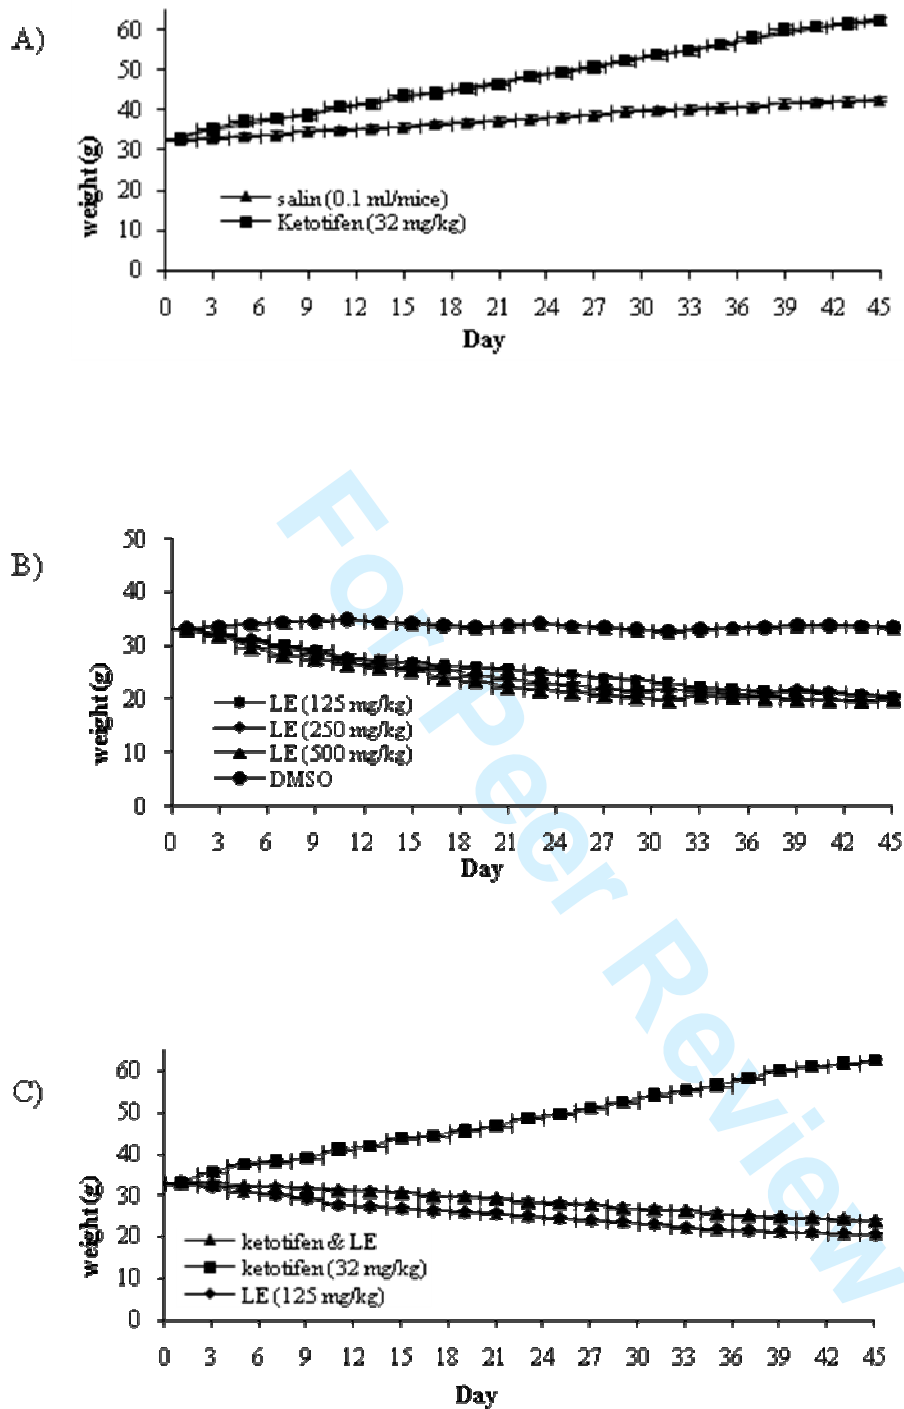 A)
60
50
40
30
20
10
0
weight (g)
salin (0.1 ml/mice)
Ketotifen (32 mg/kg)
0 3 6 9 12 15 18 21 24 27 30 33 36 39 42 45
Day
B)
50
40
30
20
10
0
weight (g)
LE (125 mg/kg)
LE (250 mg/kg)
LE (500 mg/kg)
DMSO
0 3 6 9 12 15 18 21 24 27 30 33 36 39 42 45
Day
For Peer Review
C)
60
50
40
30
20
10
0
weight (g)
ketotifen & LE
ketotifen (32 mg/kg)
LE (125 mg/kg)
0 3 6 9 12 15 18 21 24 27 30 33 36 39 42 45
Day